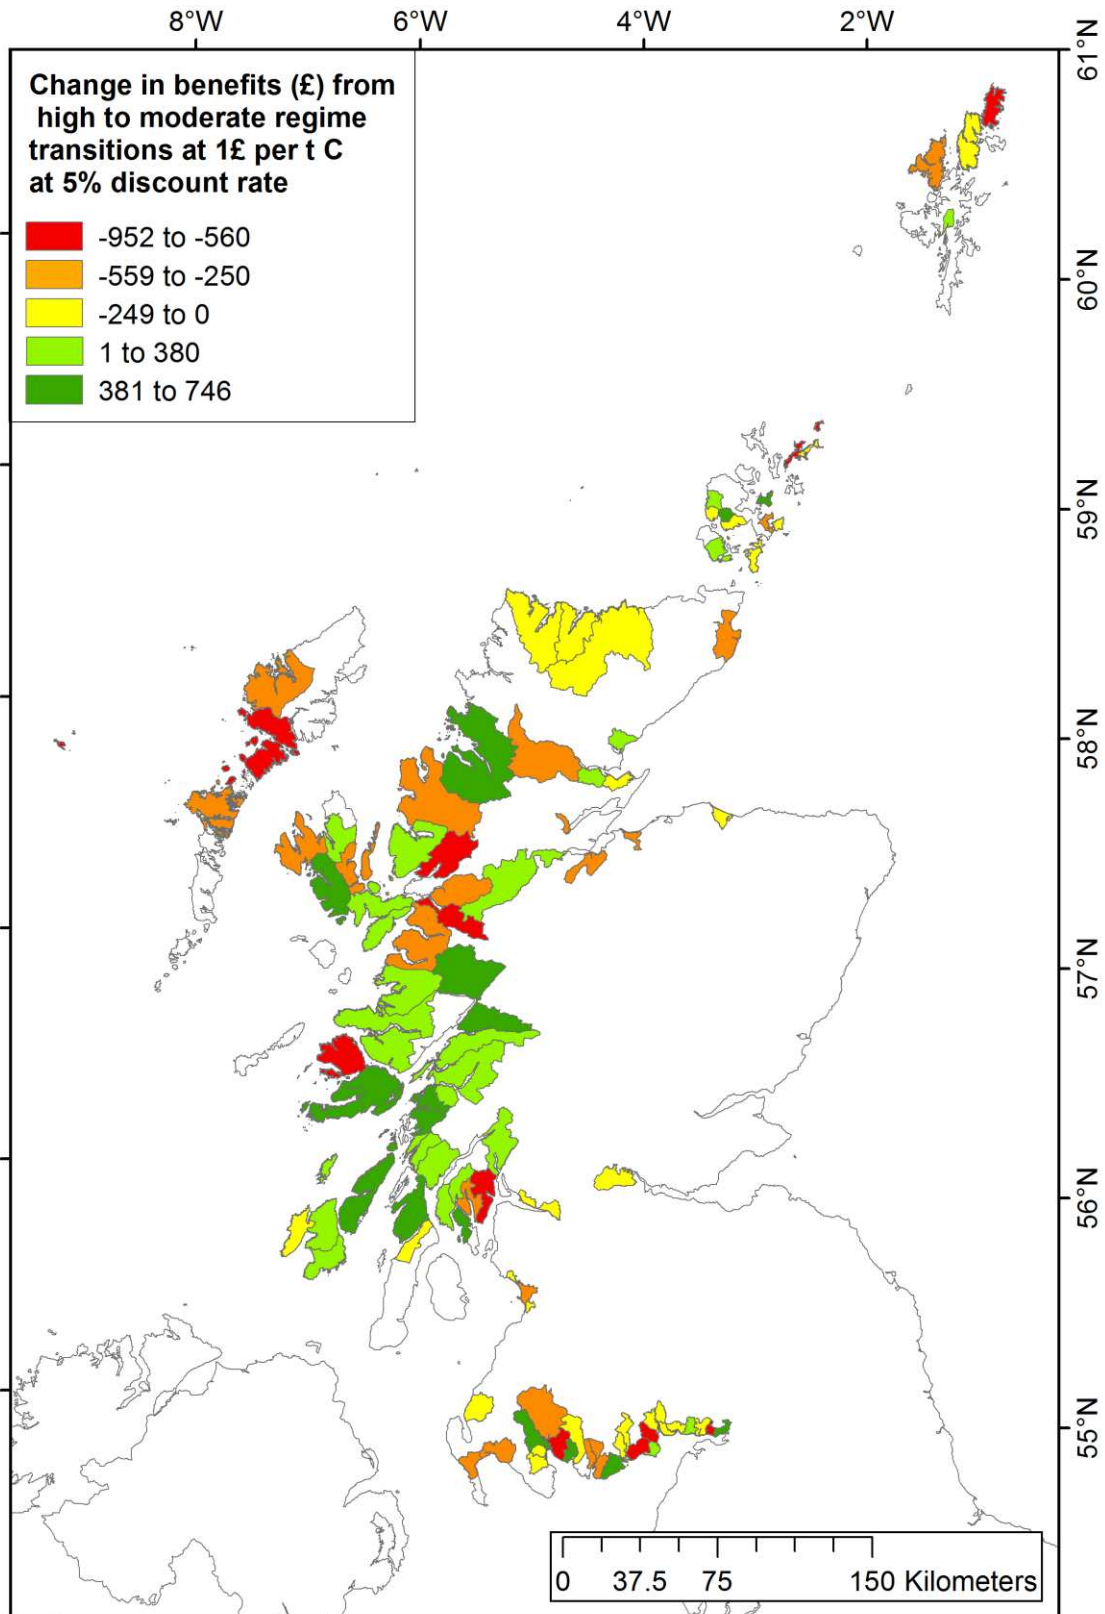 8°W 6°W 4°W 2°W
61°N
Change in benefits (£) from
high to moderate regime
transitions at 1£ per t C
at 5% discount rate
-952 to -560
-559 to -250
-249 to 0
1 to 380
381 to 746
60°N
59°N
58°N
57°N
56°N
55°N
0 37.5 75 150 Kilometers